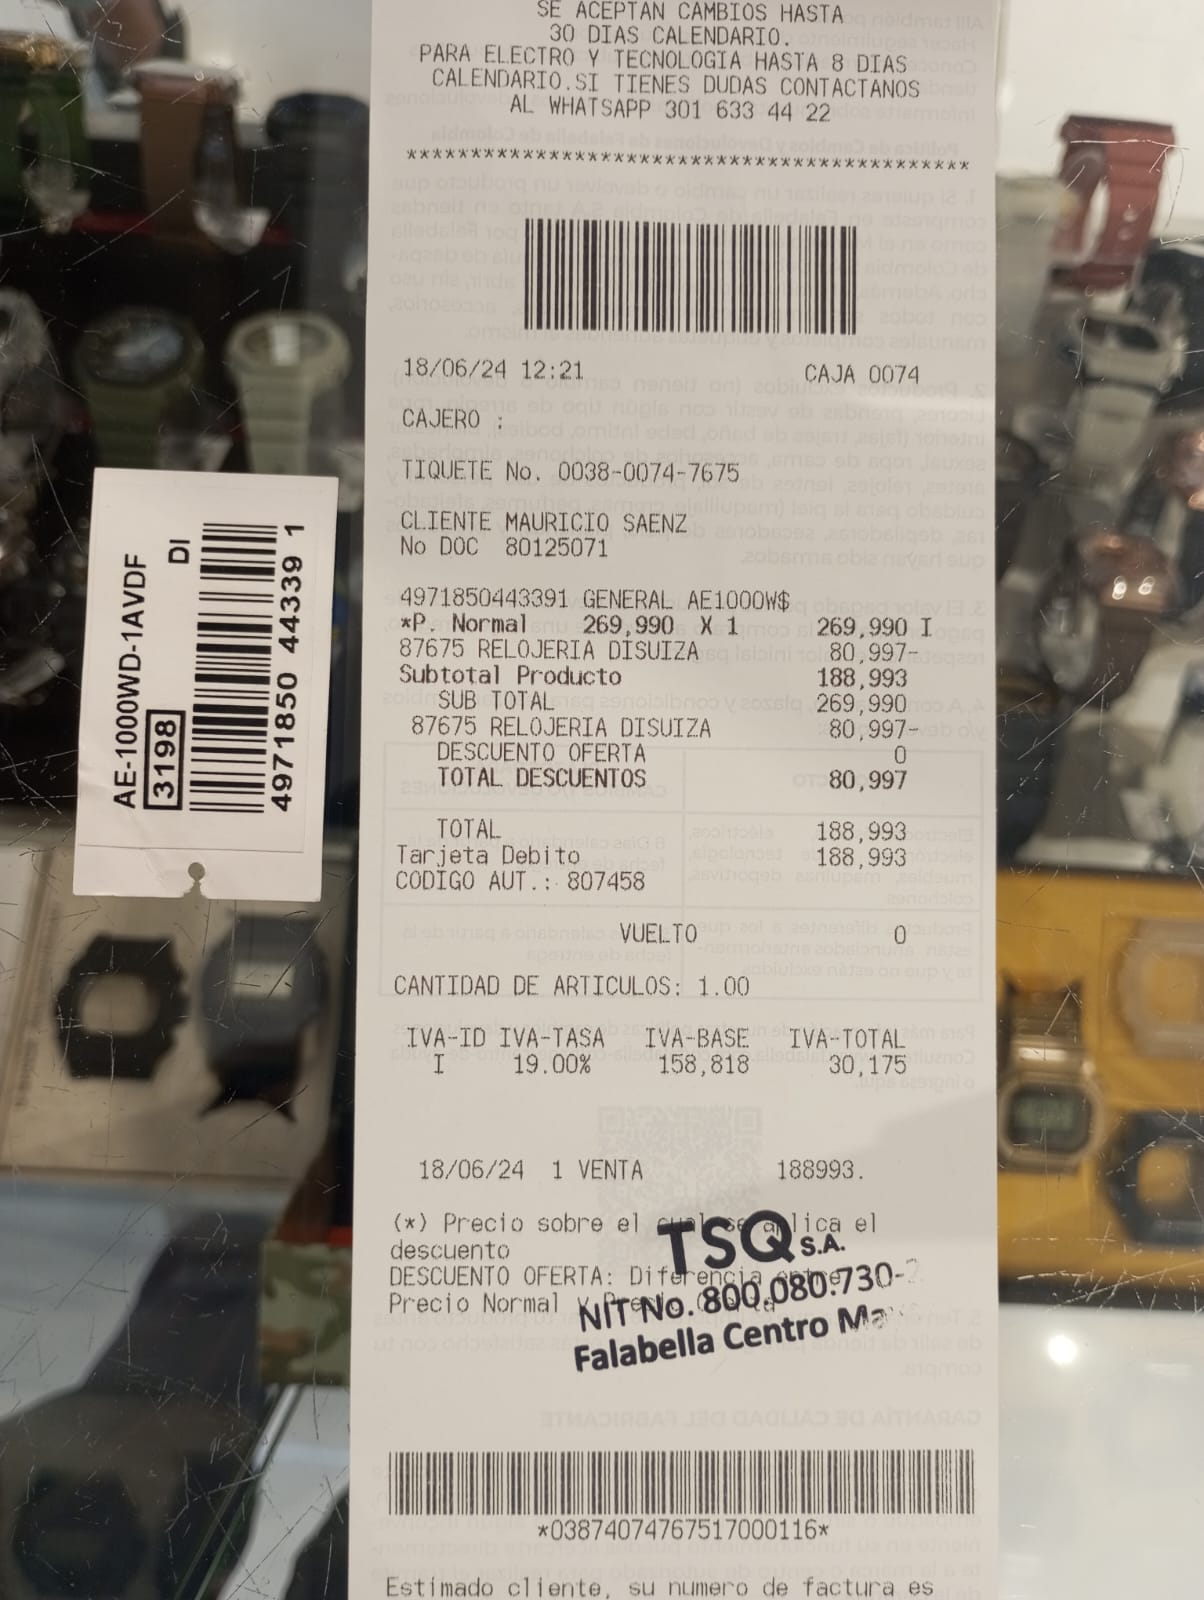 SE ACEPTAN CAMBIOS HASTA
30 DIAS CALENDARIO.
PARA ELECTRO Y TECNOLOGIA HASTA 8 DIAS
CALENDARIO.SI TIENES DUDAS CONTACTANOS
AL WHATSAPP 301 633 44 22
*******************************************
18/06/24 12:21 CAJA 0074
CAJERO :
TIQUETE No. 0038-0074-7675
CLIENTE MAURICIO SAENZ
No DOC 80125071
4971850443391 GENERAL AE1000W$
*P. Normal 269,990 X 1 269,990 I
87675 RELOJERIA DISUIZA 80,997-
Subtotal Producto 188,993
SUB TOTAL 269,990
87675 RELOJERIA DISUIZA 80,997-
DESCUENTO OFERTA 0
TOTAL DESCUENTOS 80,997
TOTAL 188,993
Tarjeta Debito 188,993
CODIGO AUT.: 807458
VUELTO 0
CANTIDAD DE ARTICULOS: 1.00
IVA-ID IVA-TASA IVA-BASE IVA-TOTAL
I 19.00% 158,818 30,175
18/06/24 1 VENTA 188993.
(*) Precio sobre el cual se aplica el
descuento
DESCUENTO OFERTA: Diferencia entre
Precio Normal y
TSQ S.A.
NIT No. 800.080.730-2
Falabella Centro
*03874074767517000116*
Estimado cliente, su numero de factura es
AE-1000WD-1AVDF
3198 DI
4971850 44339 1